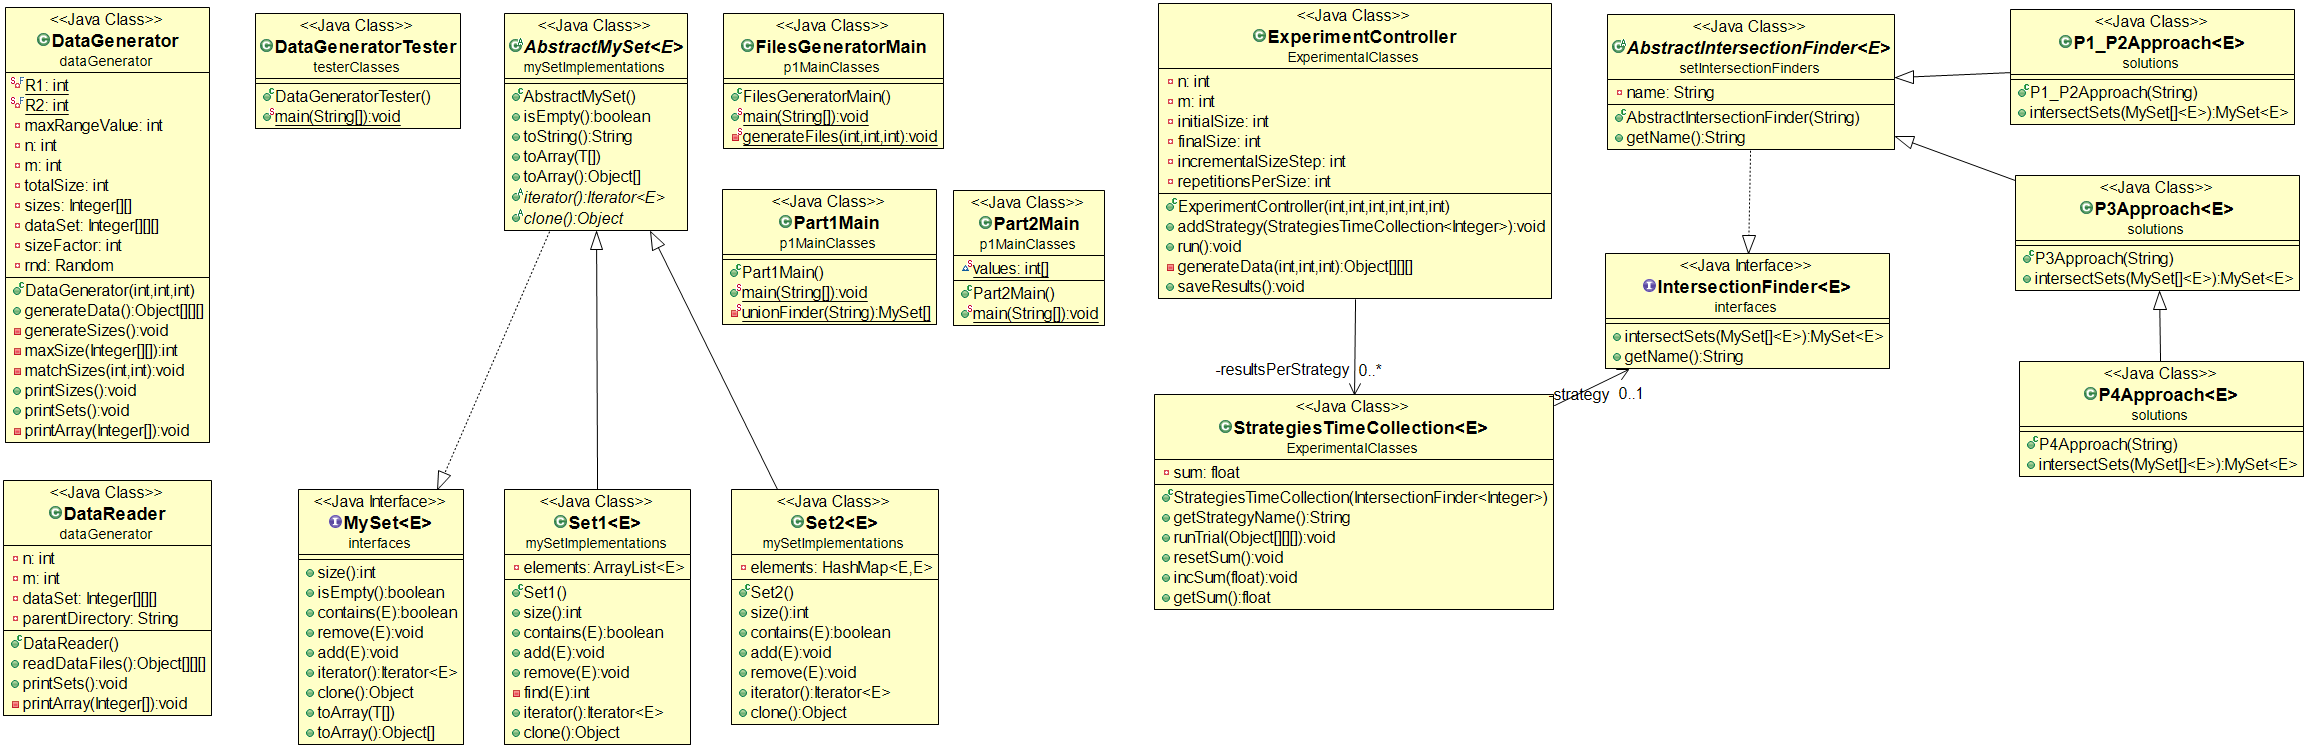 <<Java Class>>
DataGenerator
dataGenerator
R1: int
R2: int
maxRangeValue: int
n: int
m: int
totalSize: int
sizes: Integer[][]
dataSet: Integer[][][]
sizeFactor: int
rnd: Random
DataGenerator(int,int,int)
generateData():Object[][][]
generateSizes():void
maxSize(Integer[][]):int
matchSizes(int,int):void
printSizes():void
printSets():void
printArray(Integer[]):void
<<Java Class>>
DataReader
dataGenerator
n: int
m: int
dataSet: Integer[][][]
parentDirectory: String
DataReader()
readDataFiles():Object[][][]
printSets():void
printArray(Integer[]):void
<<Java Class>>
DataGeneratorTester
testerClasses
DataGeneratorTester()
main(String[]):void
<<Java Class>>
AbstractMySet<E>
mySetImplementations
AbstractMySet()
isEmpty():boolean
toString():String
toArray(T[])
toArray():Object[]
iterator():Iterator<E>
clone():Object
<<Java Class>>
FilesGeneratorMain
p1MainClasses
FilesGeneratorMain()
main(String[]):void
generateFiles(int,int,int):void
<<Java Class>>
Part1Main
p1MainClasses
Part1Main()
main(String[]):void
unionFinder(String):MySet[]
<<Java Class>>
Part2Main
p1MainClasses
values: int[]
Part2Main()
main(String[]):void
<<Java Interface>>
MySet<E>
interfaces
size():int
isEmpty():boolean
contains(E):boolean
remove(E):void
add(E):void
iterator():Iterator<E>
clone():Object
toArray(T[])
toArray():Object[]
<<Java Class>>
Set1<E>
mySetImplementations
elements: ArrayList<E>
Set1()
size():int
contains(E):boolean
add(E):void
remove(E):void
find(E):int
iterator():Iterator<E>
clone():Object
<<Java Class>>
Set2<E>
mySetImplementations
elements: HashMap<E,E>
Set2()
size():int
contains(E):boolean
add(E):void
remove(E):void
iterator():Iterator<E>
clone():Object
<<Java Class>>
ExperimentController
ExperimentalClasses
n: int
m: int
initialSize: int
finalSize: int
incrementalSizeStep: int
repetitionsPerSize: int
ExperimentController(int,int,int,int,int,int)
addStrategy(StrategiesTimeCollection<Integer>):void
run():void
generateData(int,int,int):Object[][][]
saveResults():void
-resultsPerStrategy 0..*
<<Java Class>>
StrategiesTimeCollection<E>
ExperimentalClasses
sum: float
StrategiesTimeCollection(IntersectionFinder<Integer>)
getStrategyName():String
runTrial(Object[][][]):void
resetSum():void
incSum(float):void
getSum():float
-strategy 0..1
<<Java Class>>
AbstractIntersectionFinder<E>
setIntersectionFinders
name: String
AbstractIntersectionFinder(String)
getName():String
<<Java Interface>>
IntersectionFinder<E>
interfaces
intersectSets(MySet[]<E>):MySet<E>
getName():String
<<Java Class>>
P1_P2Approach<E>
solutions
P1_P2Approach(String)
intersectSets(MySet[]<E>):MySet<E>
<<Java Class>>
P3Approach<E>
solutions
P3Approach(String)
intersectSets(MySet[]<E>):MySet<E>
<<Java Class>>
P4Approach<E>
solutions
P4Approach(String)
intersectSets(MySet[]<E>):MySet<E>